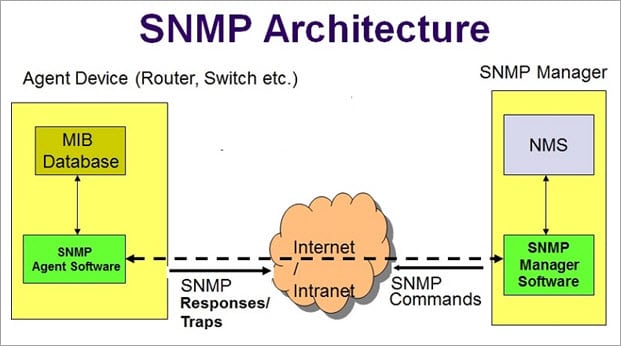 SNMP Architecture
Agent Device (Router, Switch etc.)
SNMP Manager
MIB
Database
NMS
SNMP
Agent Software
Internet
/
Intranet
SNMP
Manager
Software
SNMP
Responses/
Traps
SNMP
Commands